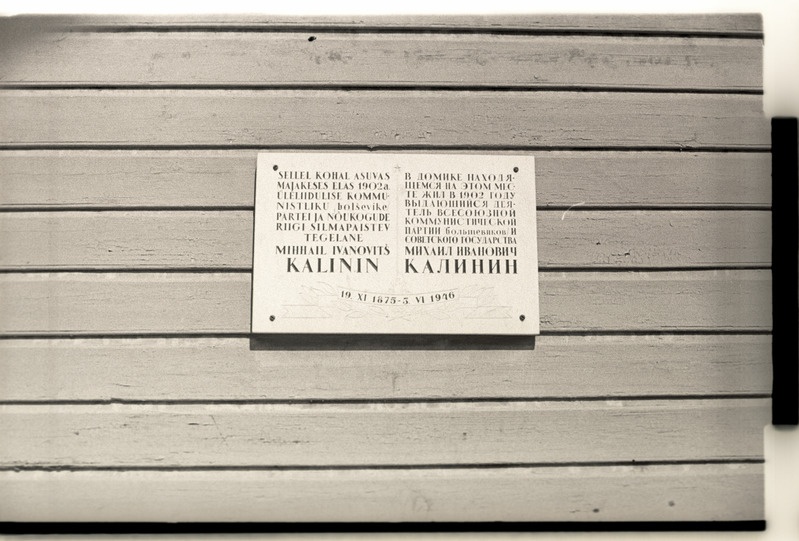 SELLEL KOHAL ASUVAS
MAJAKESES ELAS 1902a.
ÜLELIIDULISE KOMMU-
NISTLIKU bolševike
PARTEI JA NÕUKOGUDE
RIIGI SILMAPAISTEV
TEGELANE
MIHHAIL IVANOVITŠ
KALININ
В ДОМИКЕ НАХОДЯ-
ЩЕМСЯ НА ЭТОМ МЕС-
ТЕ ЖИЛ В 1902 ГОДУ
ВЫДАЮЩИЙСЯ ДЕЯ-
ТЕЛЬ ВСЕСОЮЗНОЙ
КОММУНИСТИЧЕСКОЙ
ПАРТИИ большевиков И
СОВЕТСКОГО ГОСУДАРСТВА
МИХАИЛ ИВАНОВИЧ
КАЛИНИН
19. XI 1875-3. VI 1946